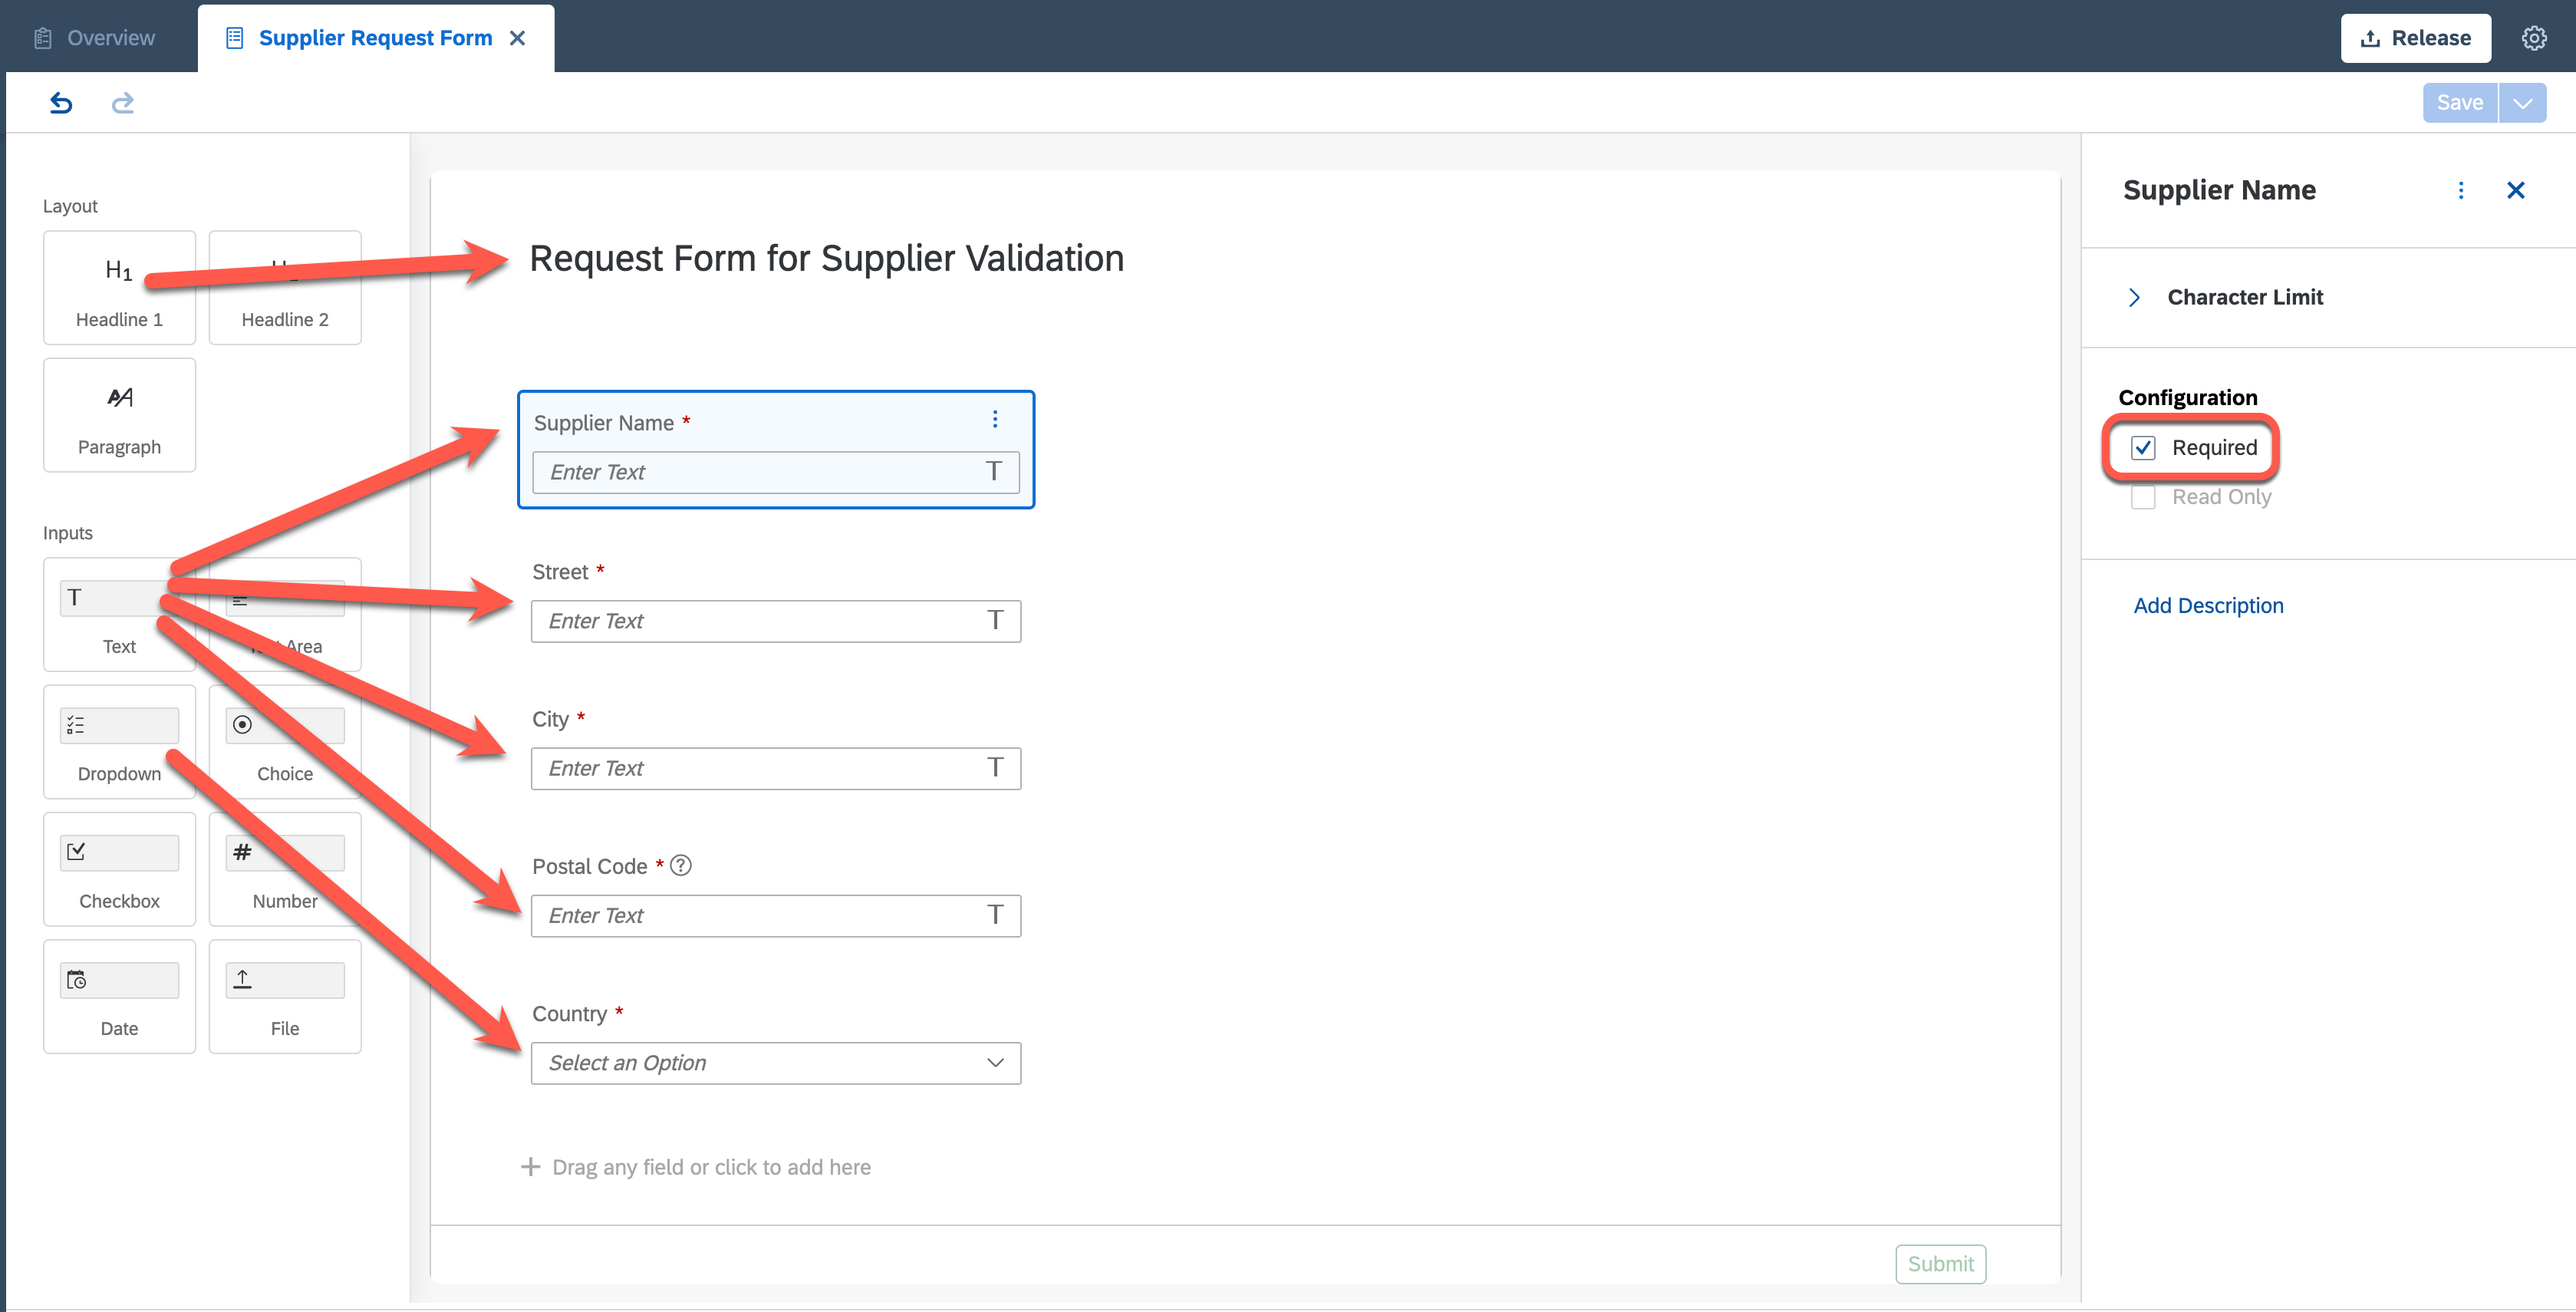 Overview
Supplier Request Form
Release
Save
Layout
H1
Headline 1
Headline 2
Paragraph
Inputs
T
Text
Area
Dropdown
Choice
Checkbox
#
Number
Date
File
Request Form for Supplier Validation
Supplier Name *
Enter Text T
Street *
Enter Text T
City *
Enter Text T
Postal Code * ?
Enter Text T
Country *
Select an Option
+ Drag any field or click to add here
Submit
Supplier Name
Character Limit
Configuration
Required
Read Only
Add Description